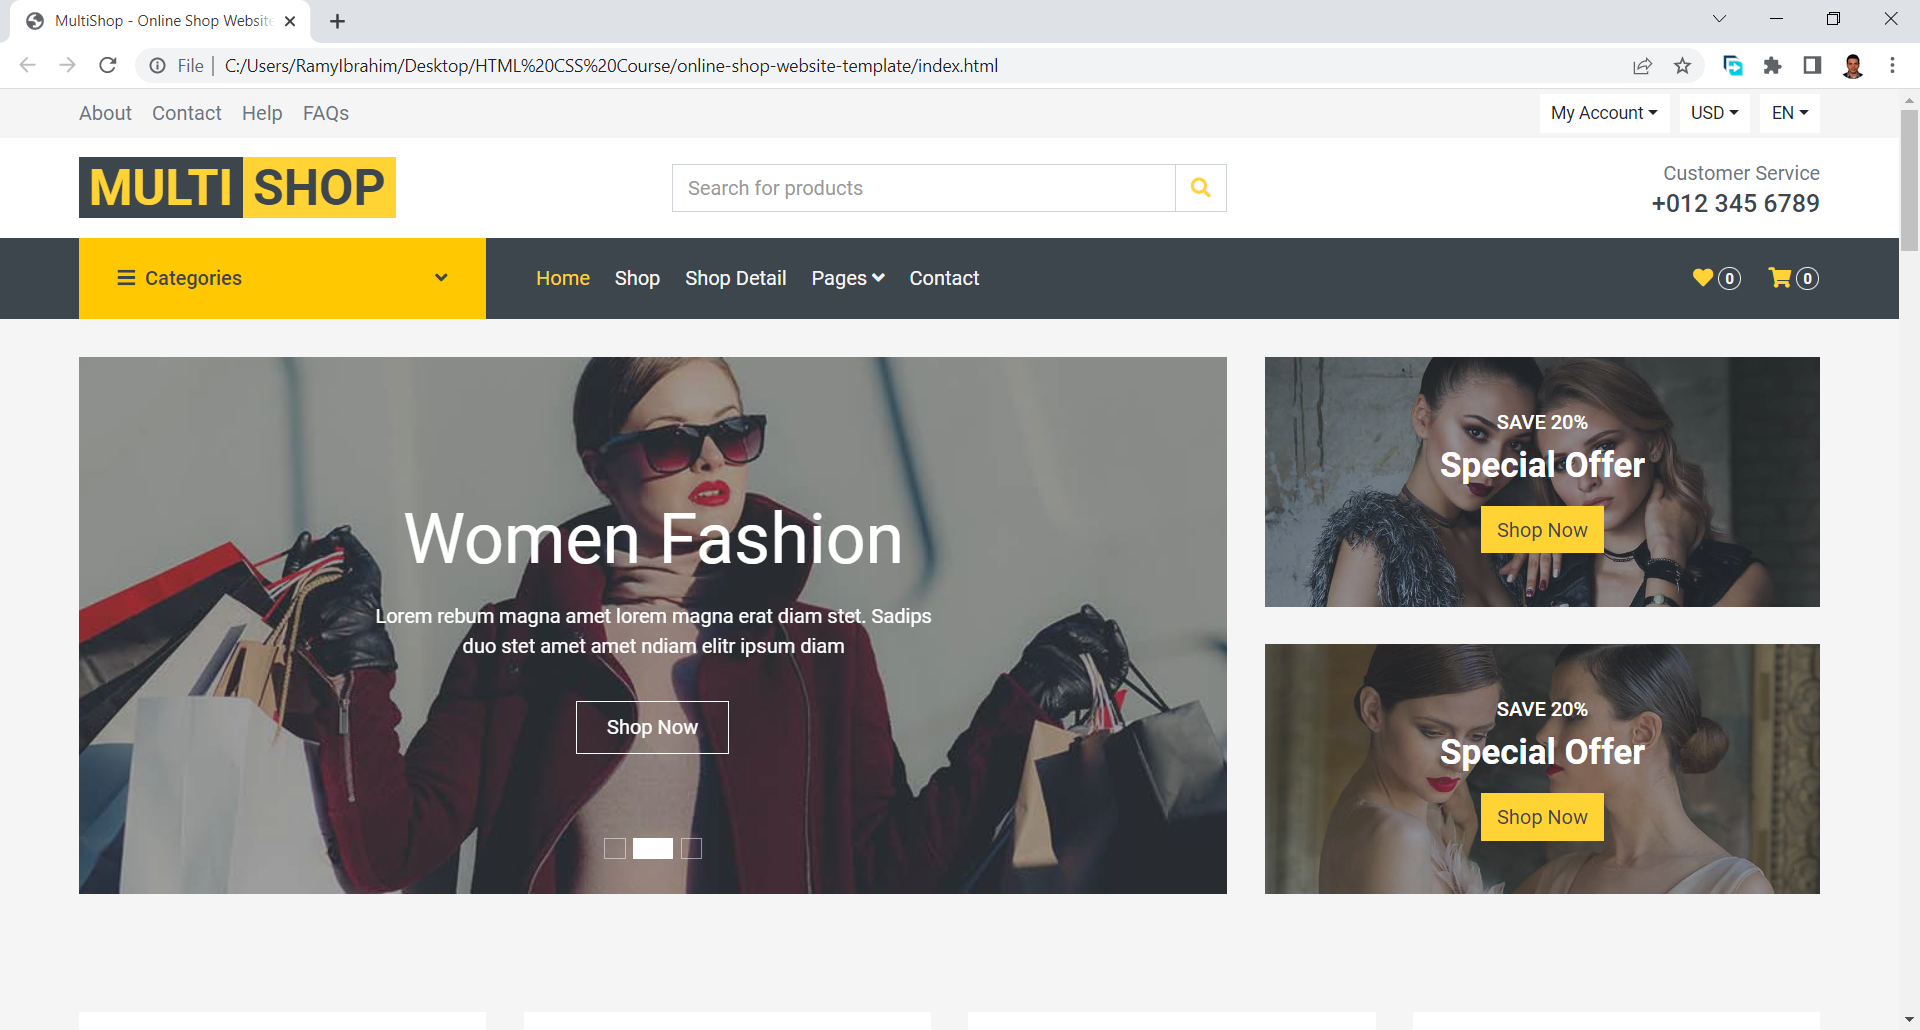 MultiShop - Online Shop Website
File | C:/Users/RamyIbrahim/Desktop/HTML%20CSS%20Course/online-shop-website-template/index.html
About Contact Help FAQs
My Account USD EN
MULTI SHOP
Search for products
Customer Service
+012 345 6789
Categories
Home Shop Shop Detail Pages Contact
0 0
Women Fashion
Lorem rebum magna amet lorem magna erat diam stet. Sadips
duo stet amet amet ndiam elitr ipsum diam
Shop Now
SAVE 20%
Special Offer
Shop Now
SAVE 20%
Special Offer
Shop Now